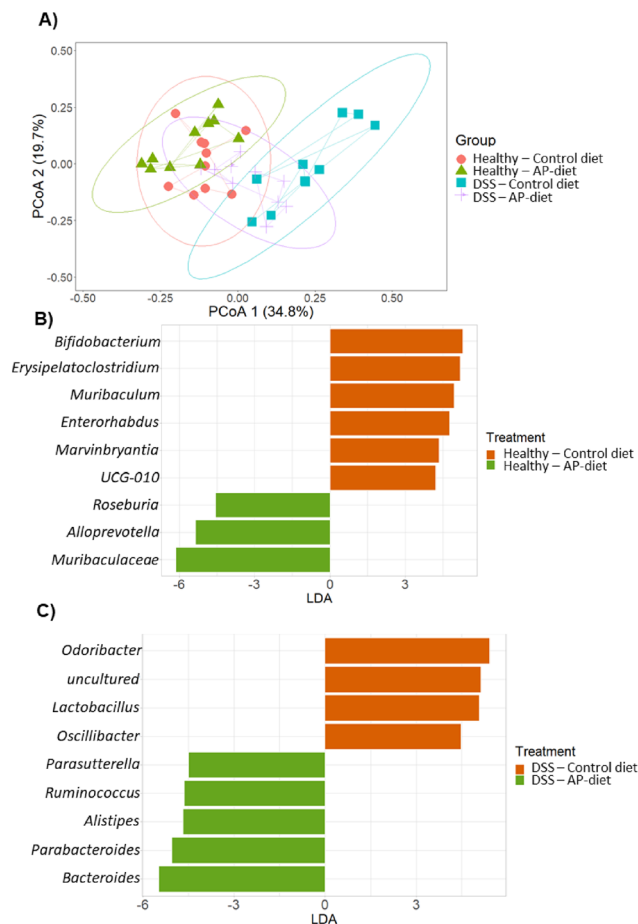 A)
0.50
0.25
0.00
-0.25
-0.50
PCoA 2 (19.7%)
-0.50 -0.25 0.00 0.25 0.50
PCoA 1 (34.8%)
Group
Healthy – Control diet
Healthy – AP-diet
DSS – Control diet
DSS – AP-diet
B)
Bifidobacterium
Erysipelatoclostridium
Muribaculum
Enterorhabdus
Marvinbryantia
UCG-010
Roseburia
Alloprevotella
Muribaculaceae
-6 -3 0 3
LDA
Treatment
Healthy – Control diet
Healthy – AP-diet
C)
Odoribacter
uncultured
Lactobacillus
Oscillibacter
Parasutterella
Ruminococcus
Alistipes
Parabacteroides
Bacteroides
-6 -3 0 3
LDA
Treatment
DSS – Control diet
DSS – AP-diet